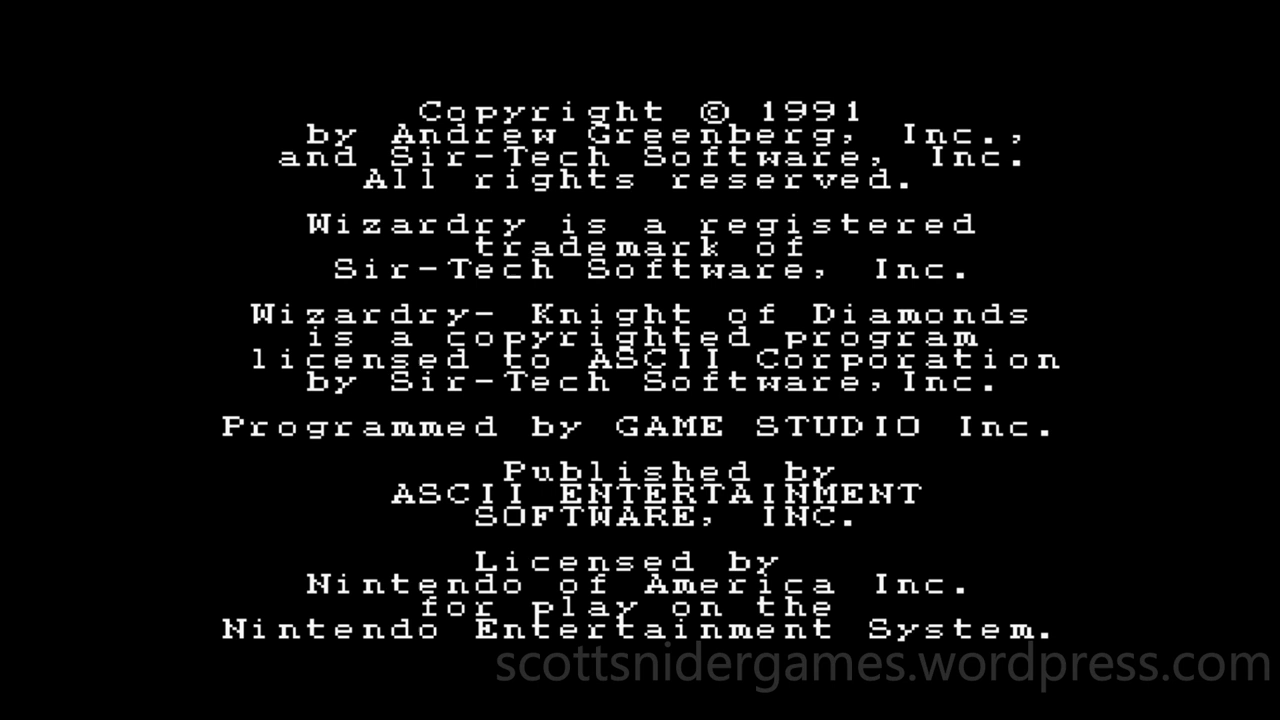 Copyright © 1991
by Andrew Greenberg, Inc.,
and Sir-Tech Software, Inc.
All rights reserved.
Wizardry is a registered
trademark of
Sir-Tech Software, Inc.
Wizardry- Knight of Diamonds
is a copyrighted program
licensed to ASCII Corporation
by Sir-Tech Software,Inc.
Programmed by GAME STUDIO Inc.
Published by
ASCII ENTERTAINMENT
SOFTWARE, INC.
Licensed by
Nintendo of America Inc.
for play on the
Nintendo Entertainment System.
scottsnidergames.wordpress.com